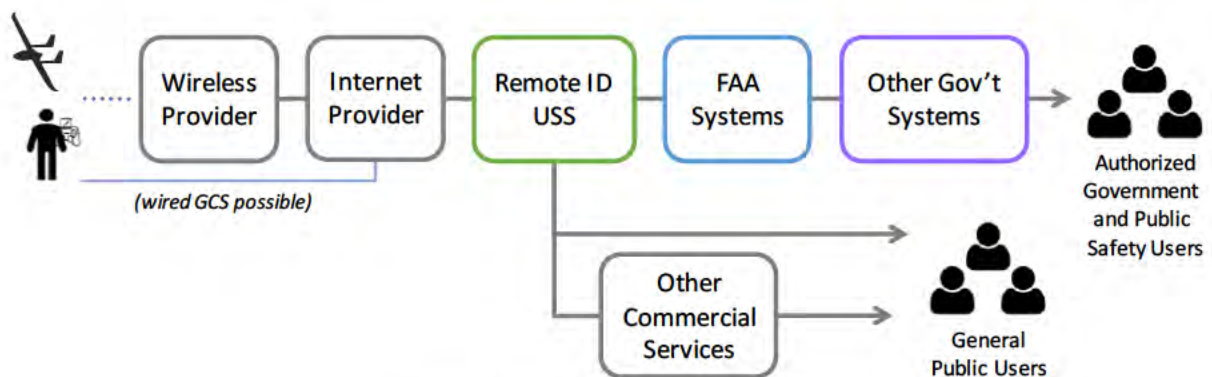 Wireless
Provider
Internet
Provider
Remote ID
USS
FAA
Systems
Other Gov't
Systems
Authorized
Government
and Public
Safety Users
(wired GCS possible)
Other
Commercial
Services
General
Public Users